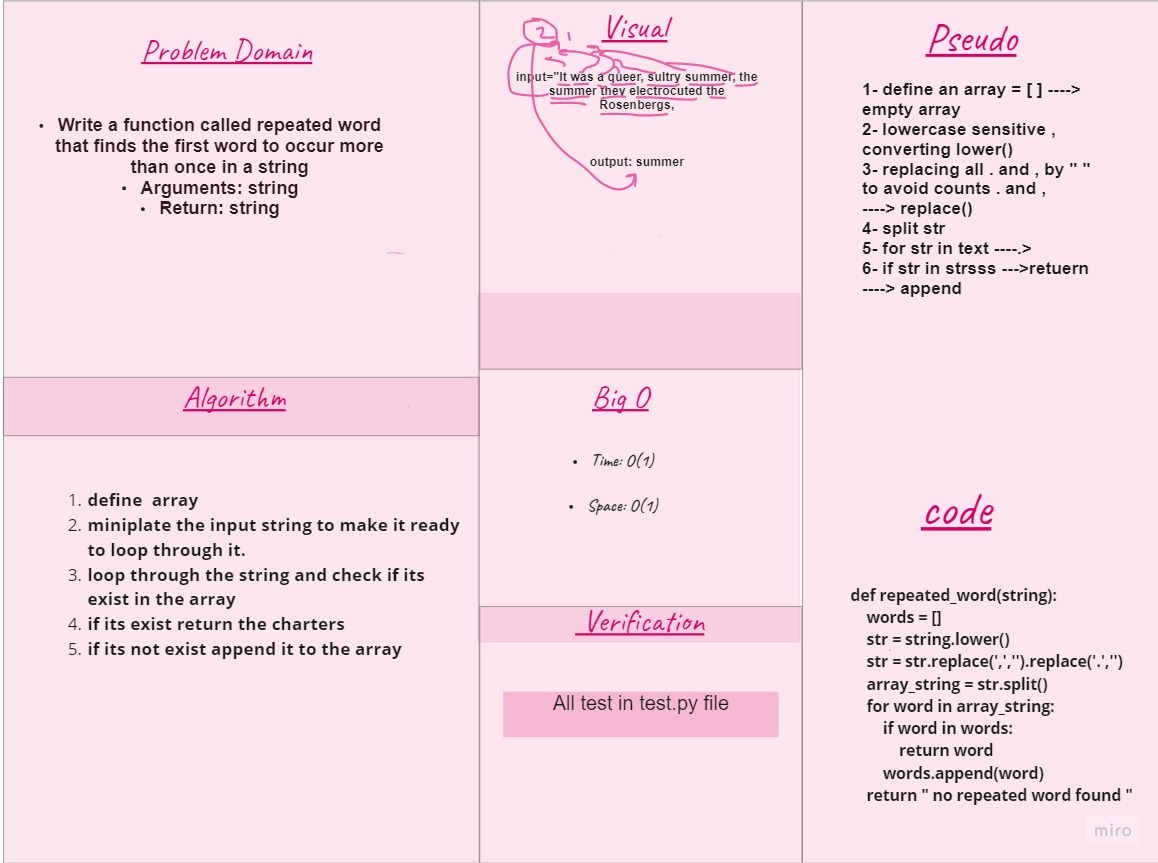 Problem Domain
• Write a function called repeated word
that finds the first word to occur more
than once in a string
• Arguments: string
• Return: string
Visual
2
1
input="It was a queer, sultry summer, the
summer they electrocuted the
Rosenbergs,
output: summer
Pseudo
1- define an array = [ ] ---->
empty array
2- lowercase sensitive ,
converting lower()
3- replacing all . and , by " "
to avoid counts . and ,
----> replace()
4- split str
5- for str in text ----.>
6- if str in strsss --->retuern
----> append
Algorithm
1. define array
2. miniplate the input string to make it ready
to loop through it.
3. loop through the string and check if its
exist in the array
4. if its exist return the charters
5. if its not exist append it to the array
Big O
• Time: O(1)
• Space: O(1)
Verification
All test in test.py file
code
def repeated_word(string):
words = []
str = string.lower()
str = str.replace(',','').replace('.','')
array_string = str.split()
for word in array_string:
if word in words:
return word
words.append(word)
return " no repeated word found "
miro